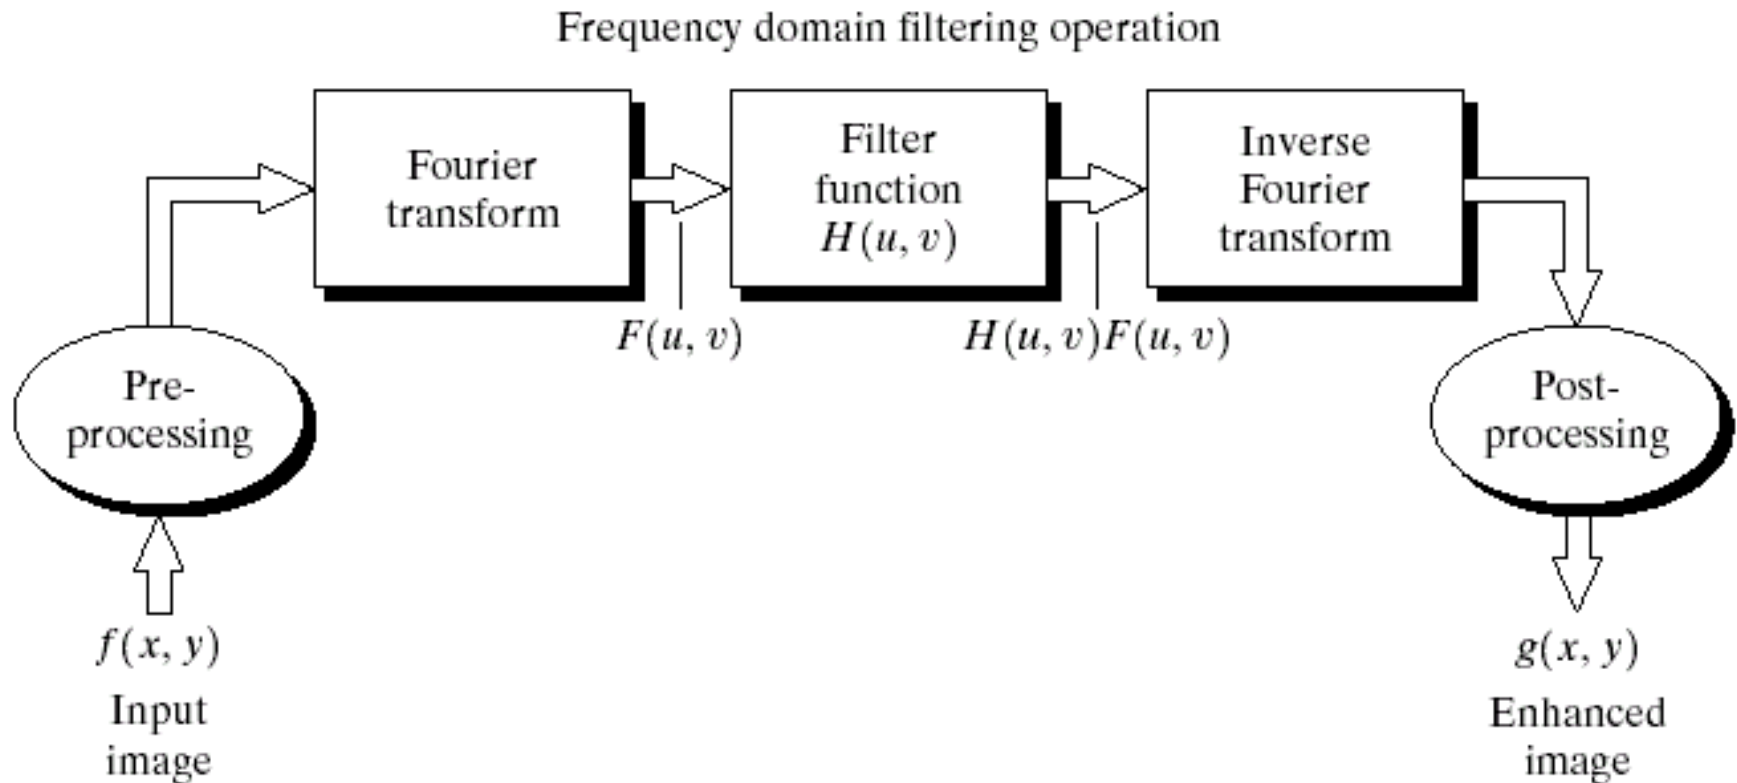 Frequency domain filtering operation
Fourier
transform
Filter
function
H(u, v)
Inverse
Fourier
transform
F(u, v)
H(u, v)F(u, v)
Pre-
processing
Post-
processing
f(x, y)
Input
image
g(x, y)
Enhanced
image